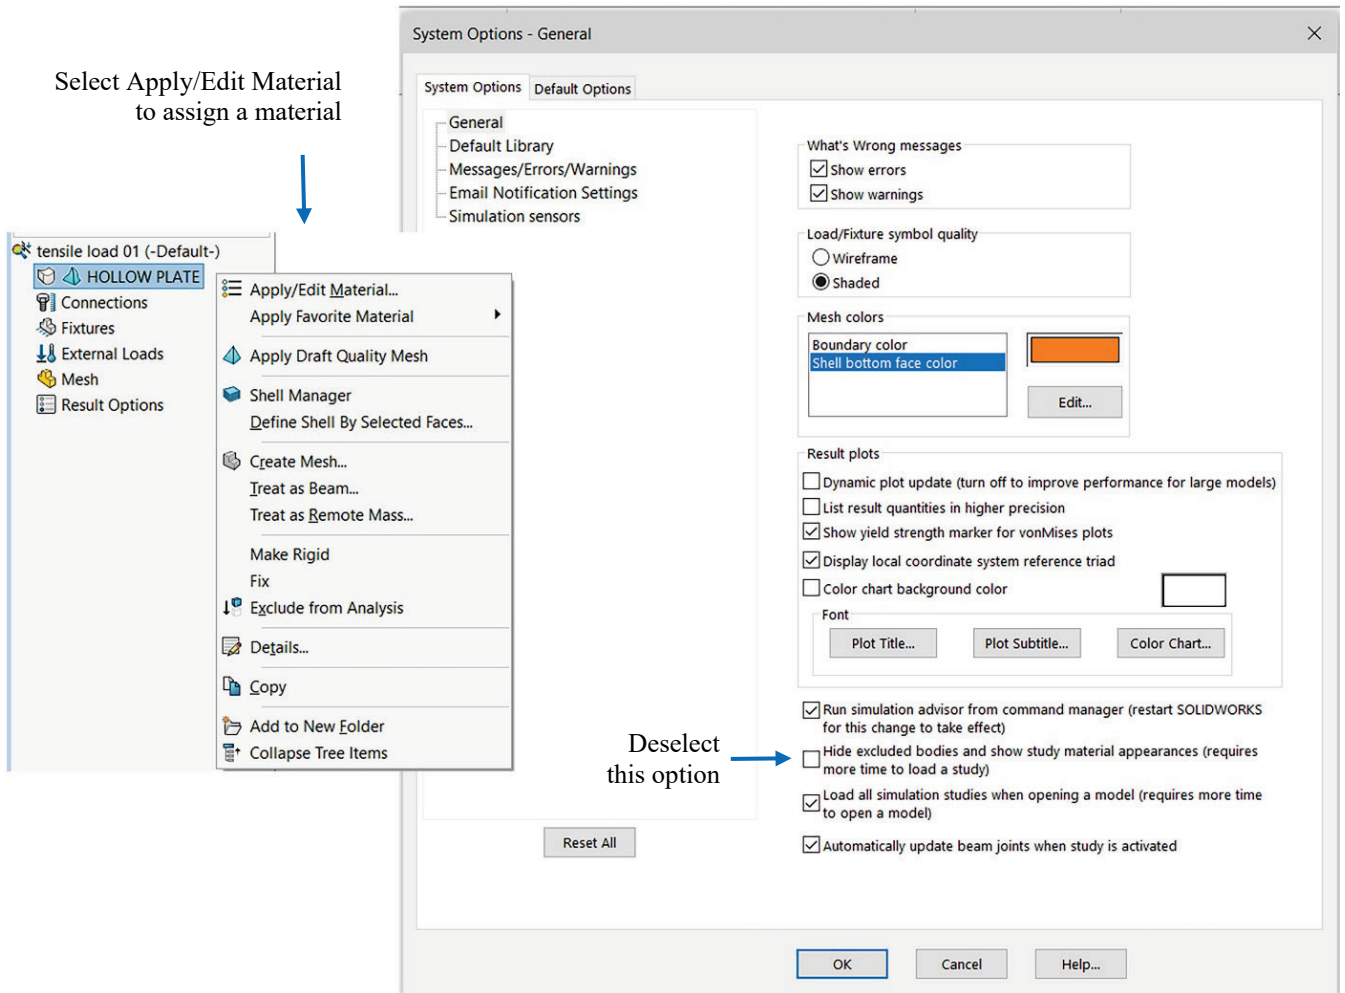 Select Apply/Edit Material
to assign a material
tensile load 01 (-Default-)
HOLLOW PLATE
Connections
Fixtures
External Loads
Mesh
Result Options
Apply/Edit Material...
Apply Favorite Material
Apply Draft Quality Mesh
Shell Manager
Define Shell By Selected Faces...
Create Mesh...
Treat as Beam...
Treat as Remote Mass...
Make Rigid
Fix
Exclude from Analysis
Details...
Copy
Add to New Folder
Collapse Tree Items
System Options - General
System Options
Default Options
General
Default Library
Messages/Errors/Warnings
Email Notification Settings
Simulation sensors
Reset All
What's Wrong messages
Show errors
Show warnings
Load/Fixture symbol quality
Wireframe
Shaded
Mesh colors
Boundary color
Shell bottom face color
Edit...
Result plots
Dynamic plot update (turn off to improve performance for large models)
List result quantities in higher precision
Show yield strength marker for vonMises plots
Display local coordinate system reference triad
Color chart background color
Font
Plot Title...
Plot Subtitle...
Color Chart...
Run simulation advisor from command manager (restart SOLIDWORKS
for this change to take effect)
Deselect
this option
Hide excluded bodies and show study material appearances (requires
more time to load a study)
Load all simulation studies when opening a model (requires more time
to open a model)
Automatically update beam joints when study is activated
OK
Cancel
Help...